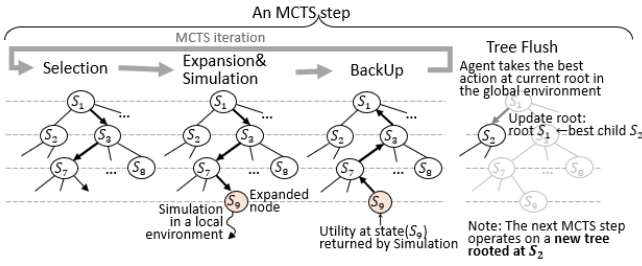 An MCTS step
MCTS iteration
Selection
Expansion&
Simulation
BackUp
Tree Flush
Agent takes the best
action at current root in
the global environment
S1
...
S2
S3
S7
...
S8
S1
...
S2
S3
S7
...
S8
S9
Expanded
node
Simulation
in a local
environment
S1
...
S2
S3
S7
...
S8
S9
Utility at state(S9)
returned by Simulation
S1
...
Update root:
root S1 ←best child S2
S2
S3
S7
...
S8
S9
Note: The next MCTS step
operates on a new tree
rooted at S2